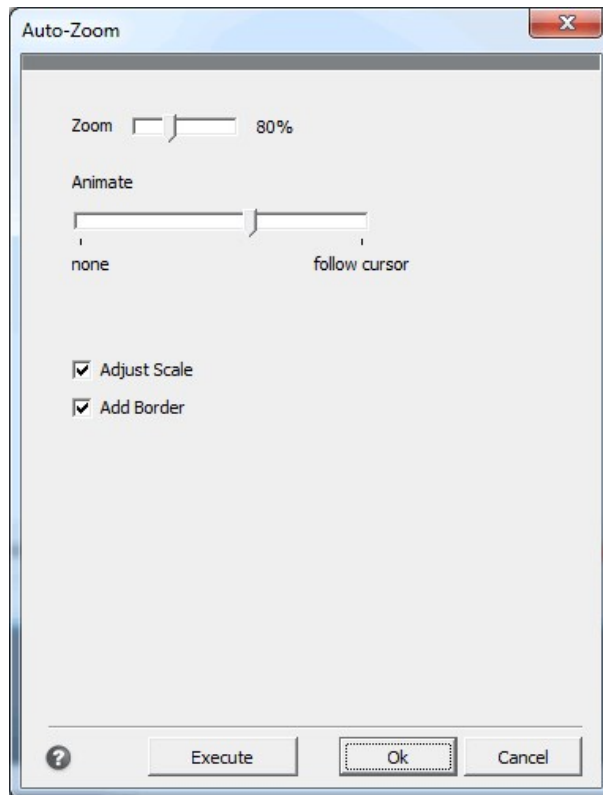 Auto-Zoom
Zoom 80%
Animate
none follow cursor
Adjust Scale
Add Border
? Execute Ok Cancel